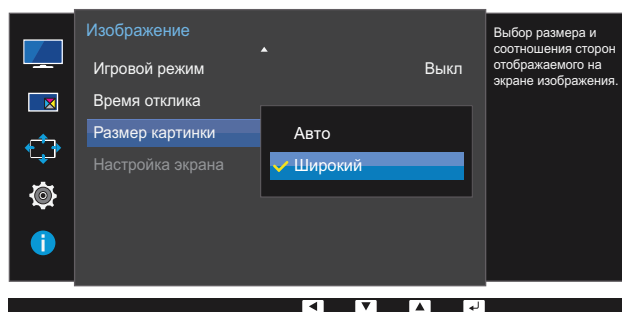 Изображение
Игровой режим Выкл
Время отклика
Размер картинки
Настройка экрана
Авто
Широкий
Выбор размера и
соотношения сторон
отображаемого на
экране изображения.